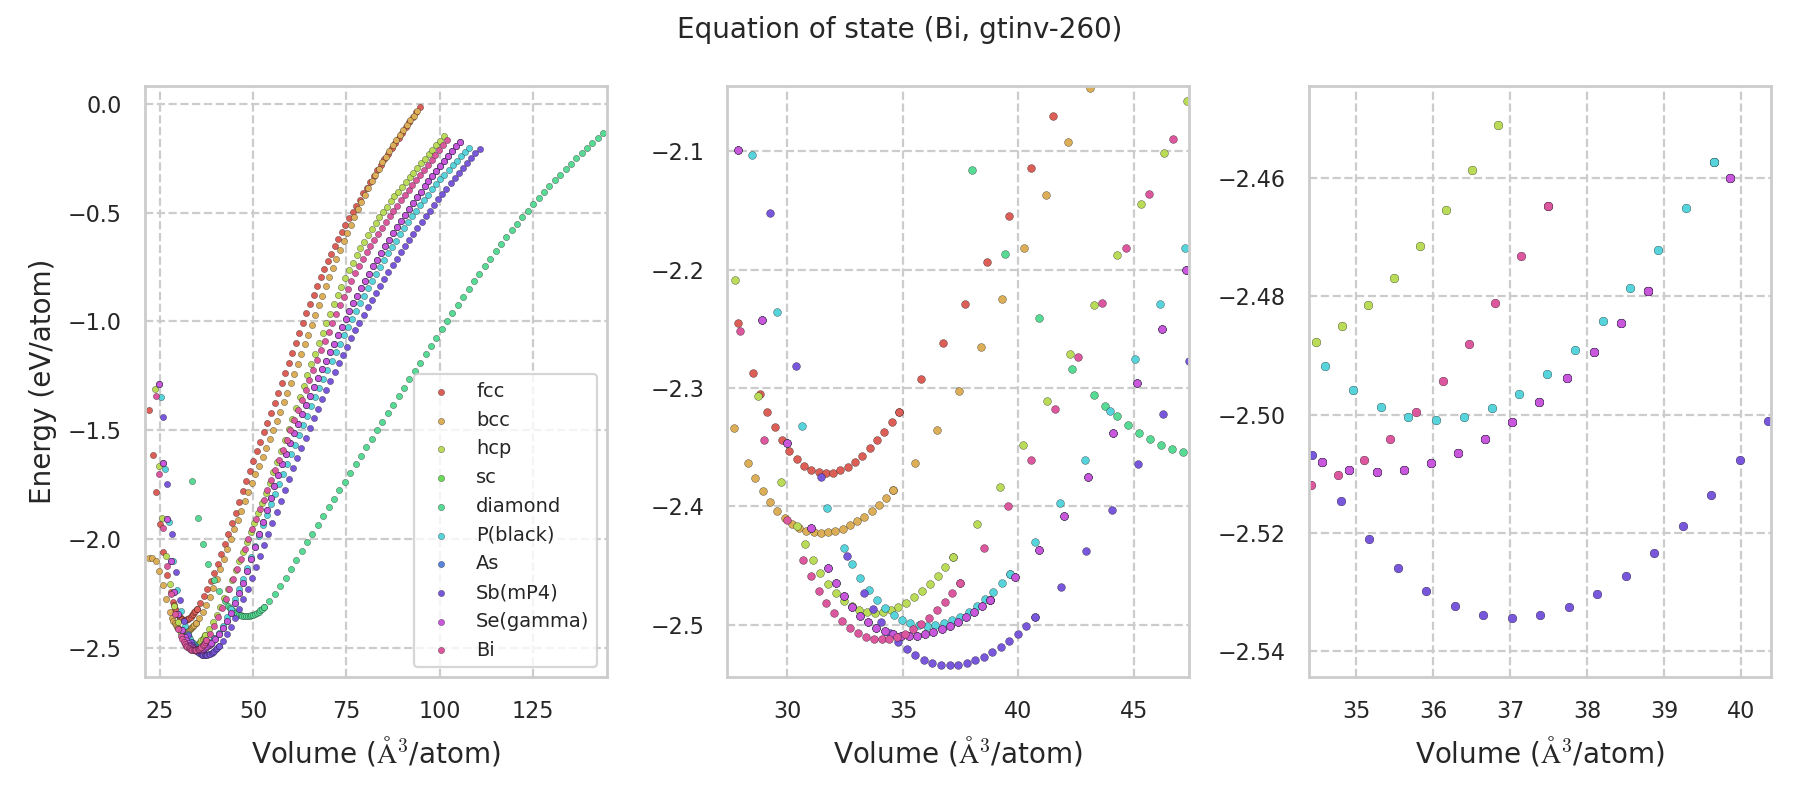 Equation of state (Bi, gtinv-260)
Energy (eV/atom)
0.0
−0.5
−1.0
−1.5
−2.0
−2.5
25 50 75 100 125
Volume (Å³/atom)
fcc
bcc
hcp
sc
diamond
P(black)
As
Sb(mP4)
Se(gamma)
Bi
−2.1
−2.2
−2.3
−2.4
−2.5
30 35 40 45
Volume (Å³/atom)
−2.46
−2.48
−2.50
−2.52
−2.54
35 36 37 38 39 40
Volume (Å³/atom)